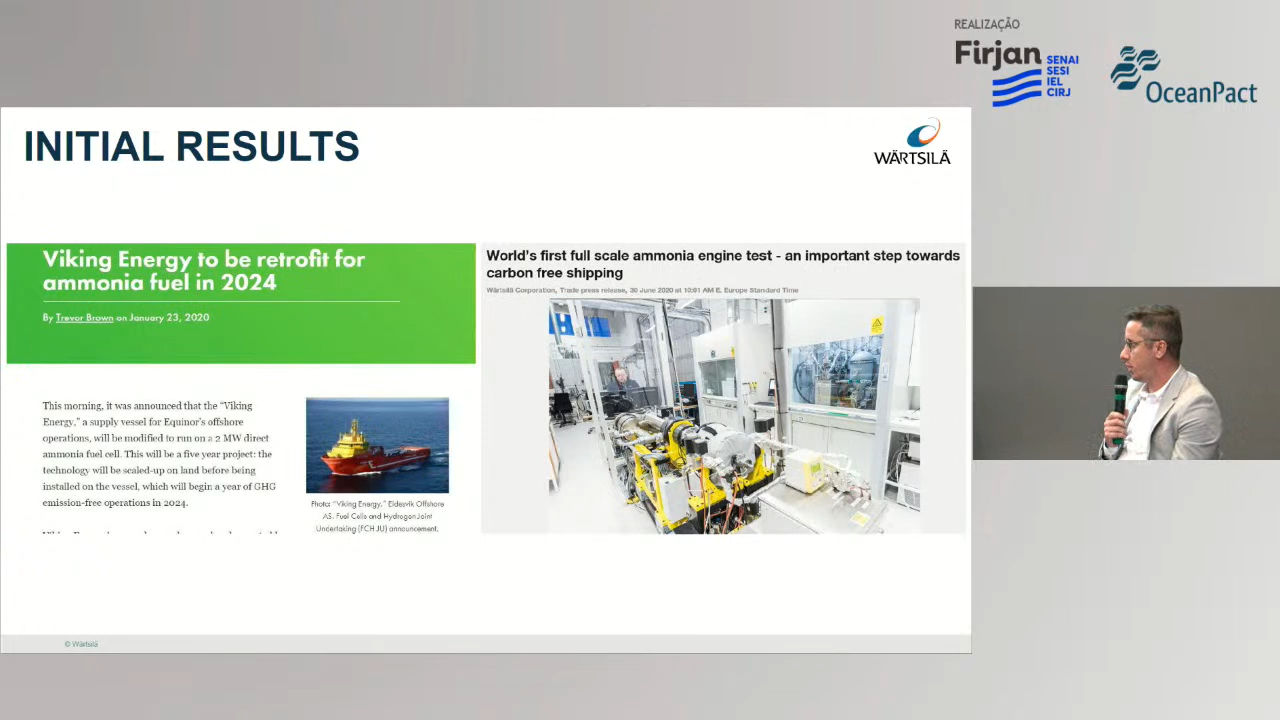 REALIZAÇÃO
Firjan
SENAI
SESI
IEL
CIRJ
OceanPact
INITIAL RESULTS
WÄRTSILÄ
Viking Energy to be retrofit for
ammonia fuel in 2024
By Trevor Brown on January 23, 2020
This morning, it was announced that the “Viking
Energy,” a supply vessel for Equinor’s offshore
operations, will be modified to run on a 2 MW direct
ammonia fuel cell. This will be a five year project: the
technology will be scaled-up on land before being
installed on the vessel, which will begin a year of GHG
emission-free operations in 2024.
Photo: “Viking Energy,” Eidesvik Offshore
AS. Fuel Cells and Hydrogen Joint
Undertaking (FCH JU) announcement.
World’s first full scale ammonia engine test - an important step towards
carbon free shipping
Wärtsilä Corporation, Trade press release, 30 June 2020 at 10:01 AM E. Europe Standard Time
© Wärtsilä